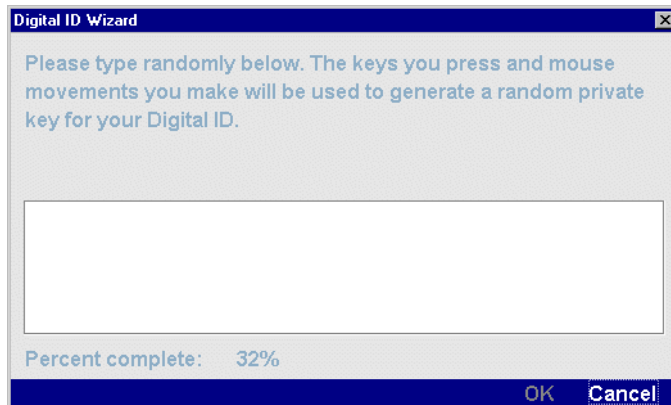 Digital ID Wizard
Please type randomly below. The keys you press and mouse
movements you make will be used to generate a random private
key for your Digital ID.
Percent complete: 32%
OK Cancel